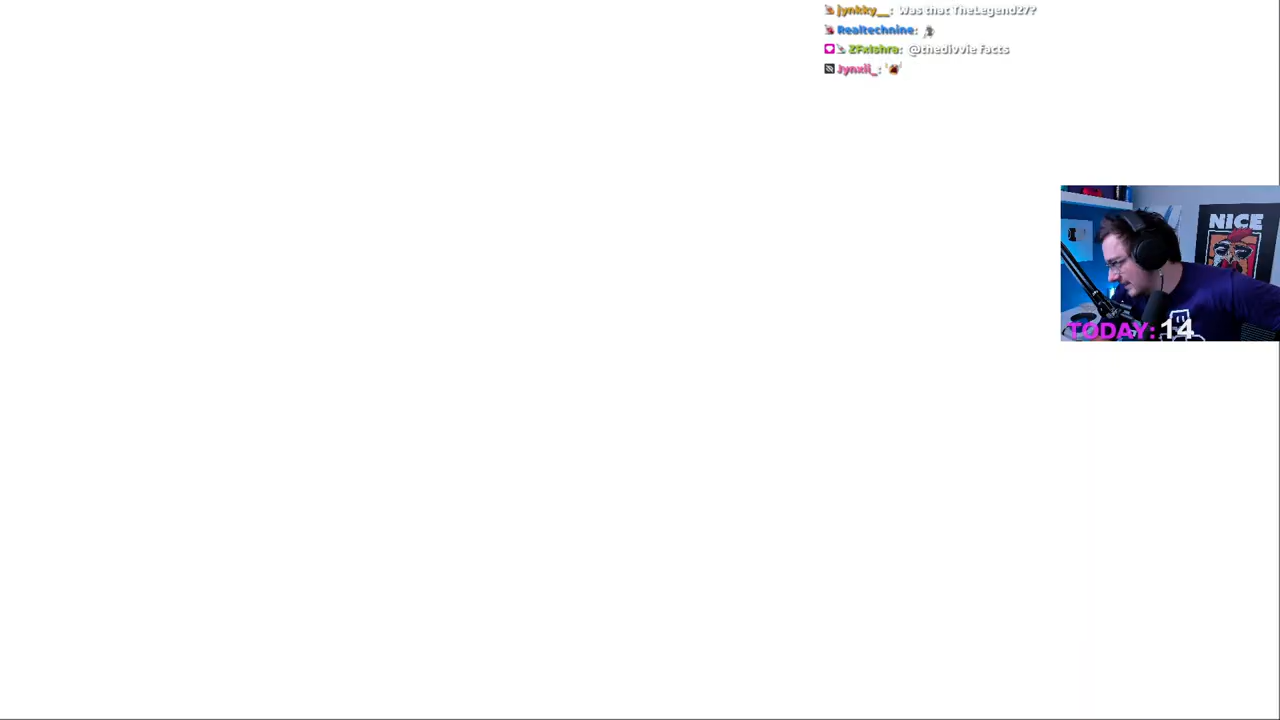 jynkky__: Was that TheLegend27?
Realtechnine:
ZFxIshra: @thedivvie facts
Jynxii_:
NICE
TODAY: 14